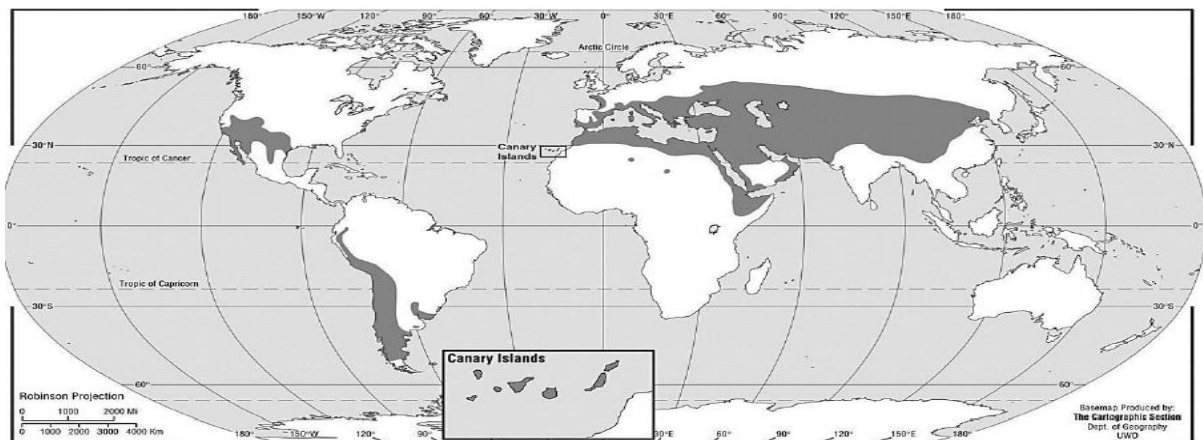 180° 150°W 120° 90° 60° 30°W 0° 30°E 60° 90° 120° 150°E 180°
Arctic Circle
60° 60°
Canary
Islands
30°N 30°N
Tropic of Cancer
0° 0°
Tropic of Capricorn
30°S 30°S
Canary Islands
60° 60°
Robinson Projection
0 1000 2000 Mi
0 1000 2000 3000 4000 Km
Basemap Produced by:
The Cartographic Section
Dept. of Geography
UWO
180° 150°W 120° 90° 90° 120° 150°E 180°